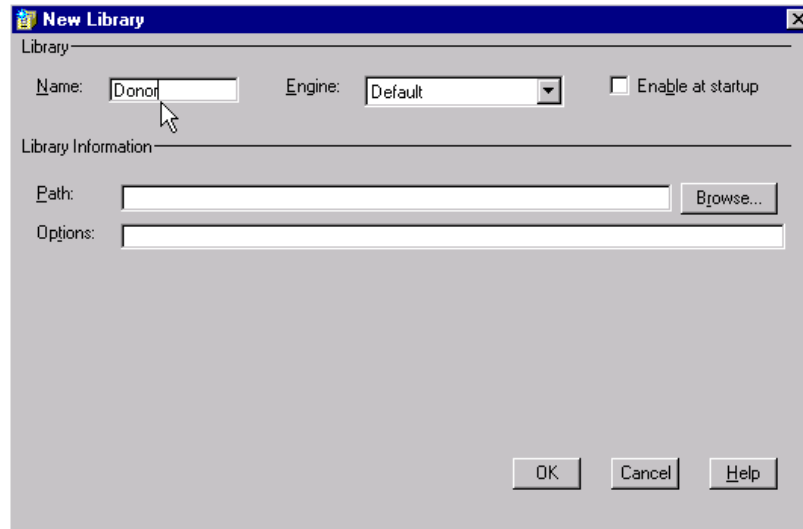 New Library
Library
Name: Donor Engine: Default Enable at startup
Library Information
Path: Browse...
Options:
OK Cancel Help